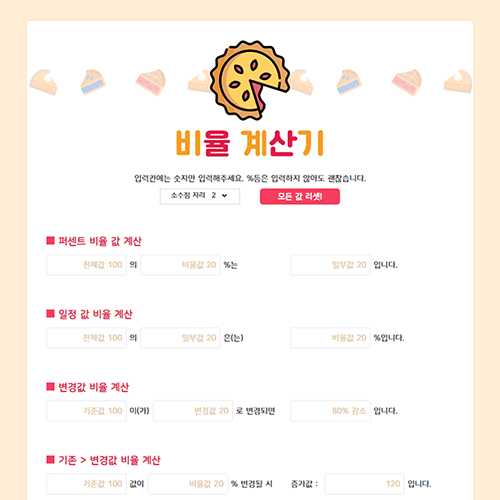 비율 계산기
입력칸에는 숫자만 입력해주세요. %등은 입력하지 않아도 괜찮습니다.
소수점 자리 2 모든 값 리셋!
퍼센트 비율 값 계산
전체값 100 의 비율값 20 %는 일부값 20 입니다.
일정 값 비율 계산
전체값 100 의 일부값 20 은(는) 비율값 20 %입니다.
변경값 비율 계산
기준값 100 이(가) 변경값 20 로 변경되면 80% 감소 입니다.
기존 > 변경값 비율 계산
기준값 100 값이 비율값 20 % 변경될 시 증가값 : 120 입니다.